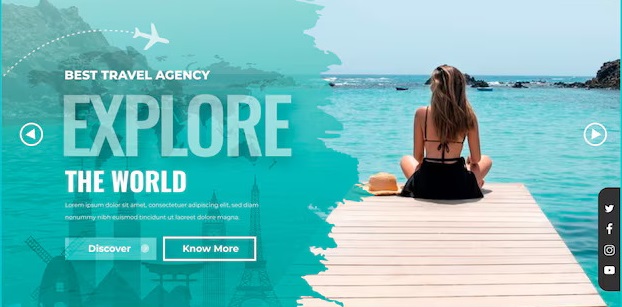 BEST TRAVEL AGENCY
EXPLORE
THE WORLD
Lorem ipsum dolor sit amet, consectetuer adipiscing elit, sed diam
nonummy nibh euismod tincidunt ut laoreet dolore magna.
Discover
Know More